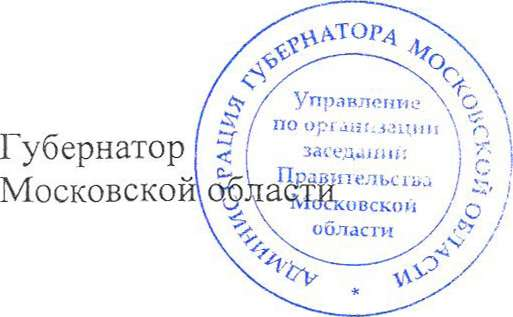 Губернатор
Московской области
АДМИНИСТРАЦИЯ ГУБЕРНАТОРА МОСКОВСКОЙ ОБЛАСТИ
*
Управление
по организации
заседаний
Правительства
Московской
области